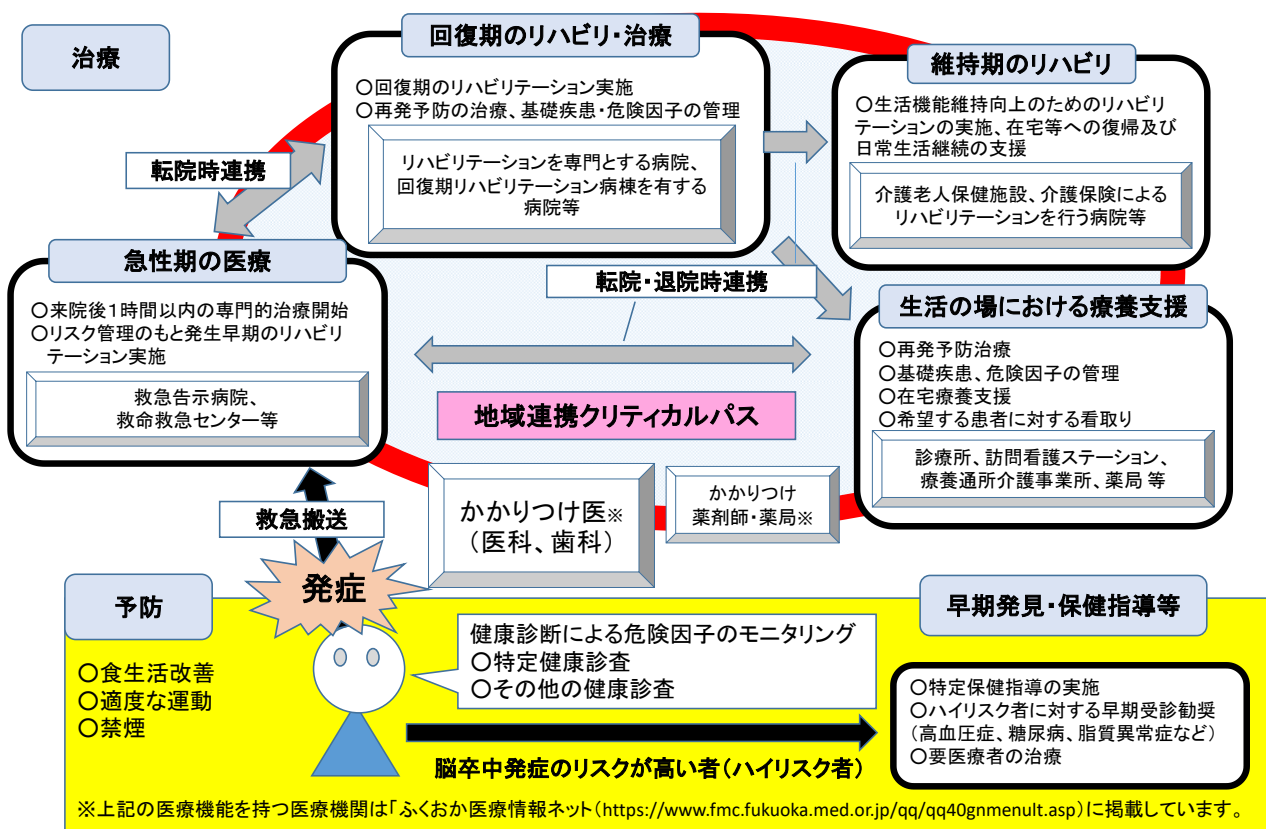 治療
回復期のリハビリ・治療
〇回復期のリハビリテーション実施
〇再発予防の治療、基礎疾患・危険因子の管理
リハビリテーションを専門とする病院、
回復期リハビリテーション病棟を有する
病院等
維持期のリハビリ
〇生活機能維持向上のためのリハビリ
テーションの実施、在宅等への復帰及び
日常生活継続の支援
介護老人保健施設、介護保険による
リハビリテーションを行う病院等
転院時連携
急性期の医療
〇来院後1時間以内の専門的治療開始
〇リスク管理のもと発生早期のリハビリ
テーション実施
救急告示病院、
救命救急センター等
転院・退院時連携
生活の場における療養支援
〇再発予防治療
〇基礎疾患、危険因子の管理
〇在宅療養支援
〇希望する患者に対する看取り
診療所、訪問看護ステーション、
療養通所介護事業所、薬局 等
地域連携クリティカルパス
かかりつけ医※
（医科、歯科）
かかりつけ
薬剤師・薬局※
救急搬送
発症
予防
〇食生活改善
〇適度な運動
〇禁煙
健康診断による危険因子のモニタリング
〇特定健康診査
〇その他の健康診査
早期発見・保健指導等
〇特定保健指導の実施
〇ハイリスク者に対する早期受診勧奨
（高血圧症、糖尿病、脂質異常症など）
〇要医療者の治療
脳卒中発症のリスクが高い者（ハイリスク者）
※上記の医療機能を持つ医療機関は「ふくおか医療情報ネット（https://www.fmc.fukuoka.med.or.jp/qq/qq40gnmenult.asp）に掲載しています。